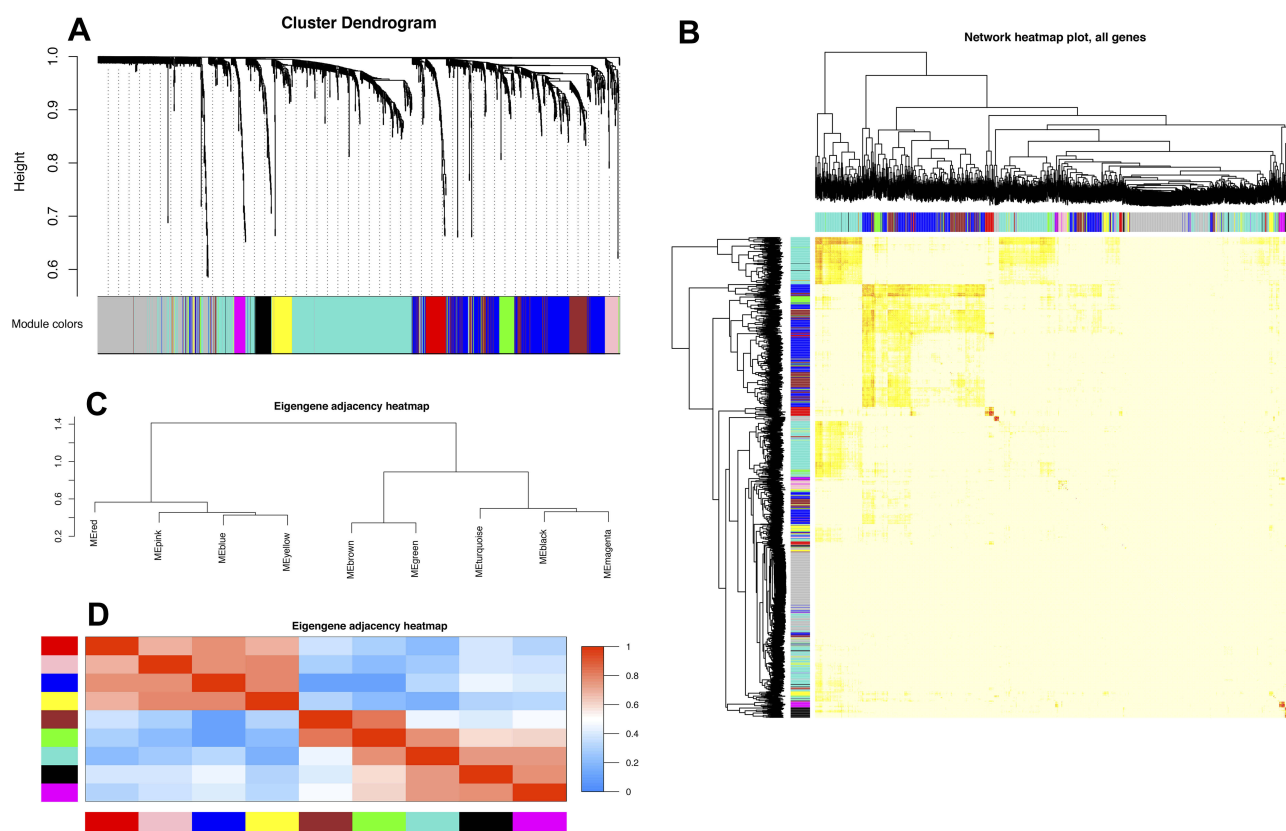 A
Cluster Dendrogram
Height
1.0
0.9
0.8
0.7
0.6
Module colors
B
Network heatmap plot, all genes
C
Eigengene adjacency heatmap
1.4
1.0
0.6
0.2
MEred
MEpink
MEblue
MEyellow
MEbrown
MEgreen
MEturquoise
MEblack
MEmagenta
D
Eigengene adjacency heatmap
1
0.8
0.6
0.4
0.2
0